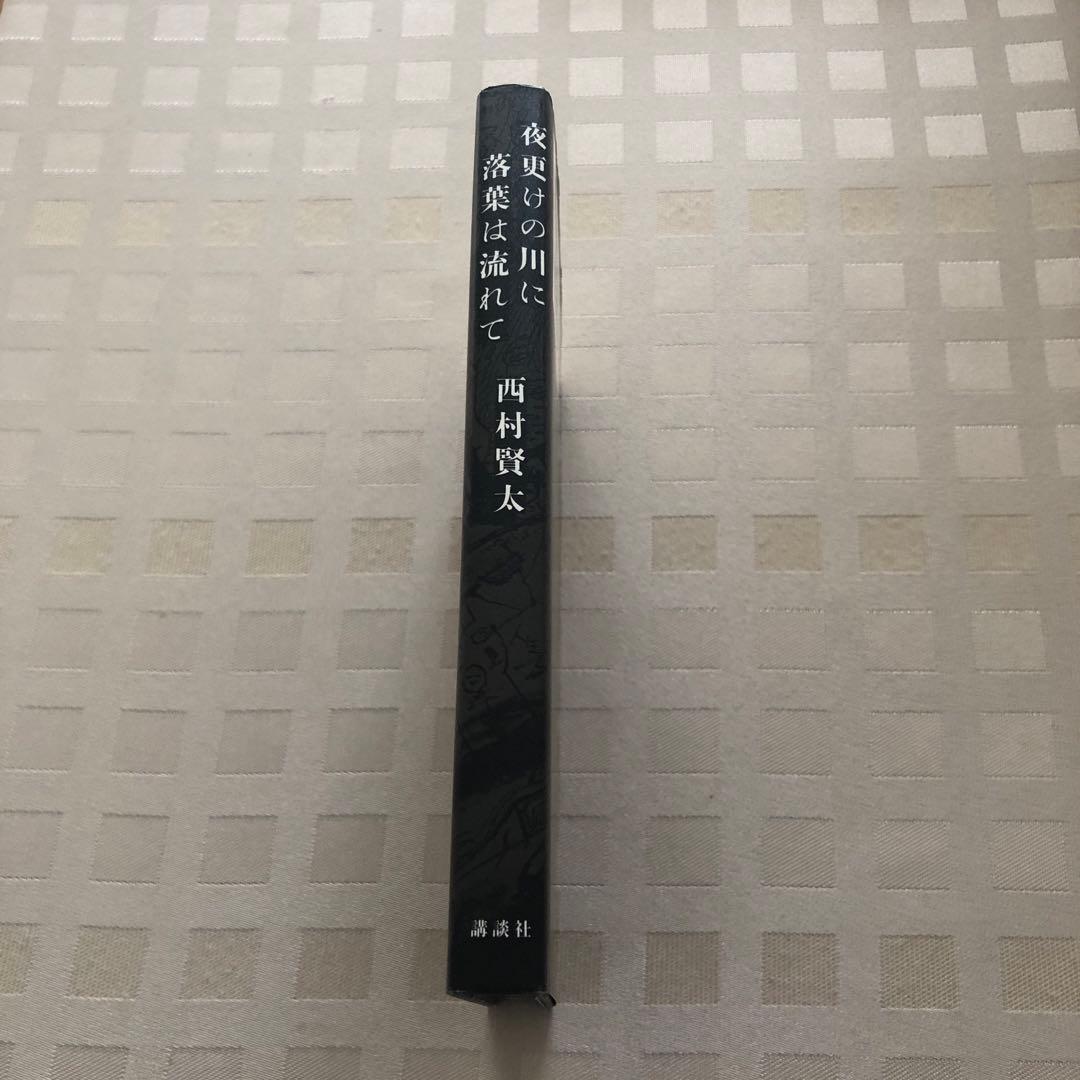 夜更けの川に
落葉は流れて
西村賢太
講談社